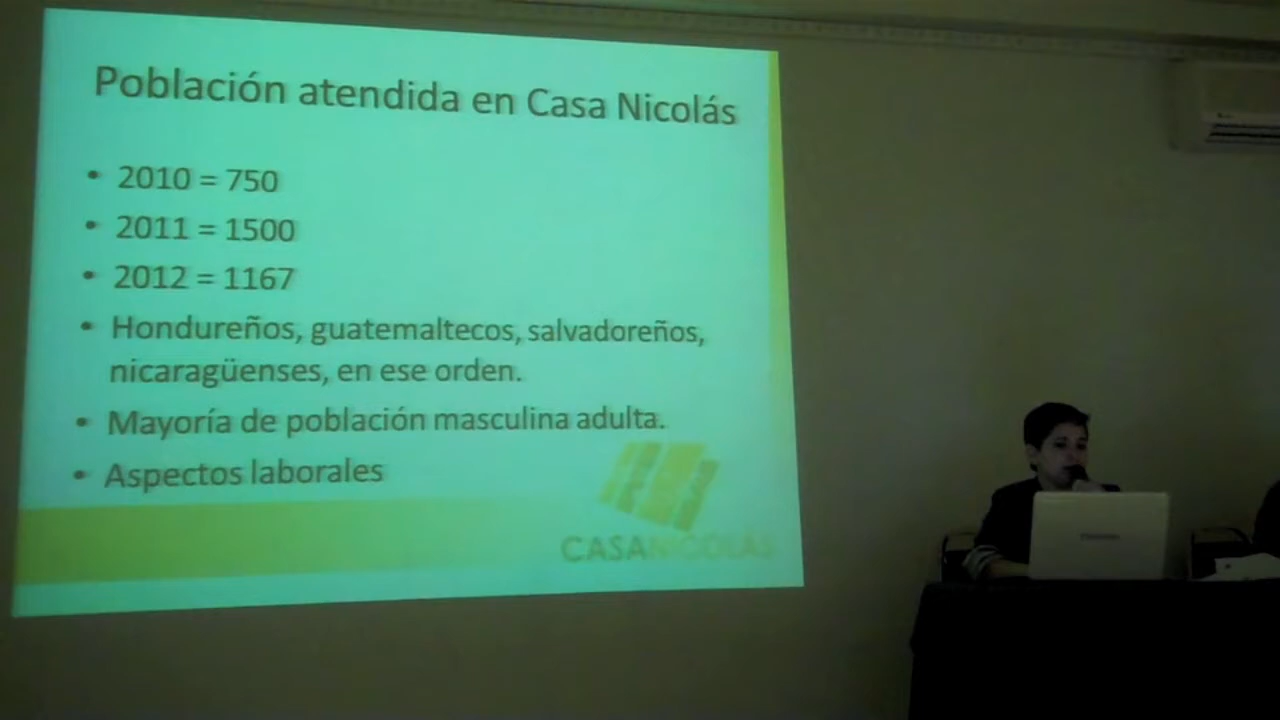 Población atendida en Casa Nicolás
• 2010 = 750
• 2011 = 1500
• 2012 = 1167
• Hondureños, guatemaltecos, salvadoreños,
nicaragüenses, en ese orden.
• Mayoría de población masculina adulta.
• Aspectos laborales
CASANICOLÁS